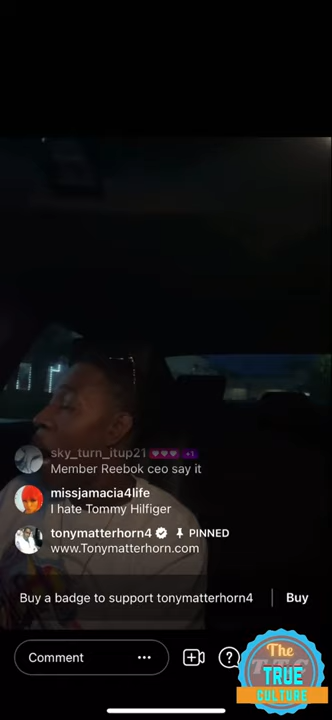 sky_turn_itup21 +1
Member Reebok ceo say it
missjamacia4life
I hate Tommy Hilfiger
tonymatterhorn4 PINNED
www.Tonymatterhorn.com
Buy a badge to support tonymatterhorn4 Buy
Comment
The
TRUE
CULTURE